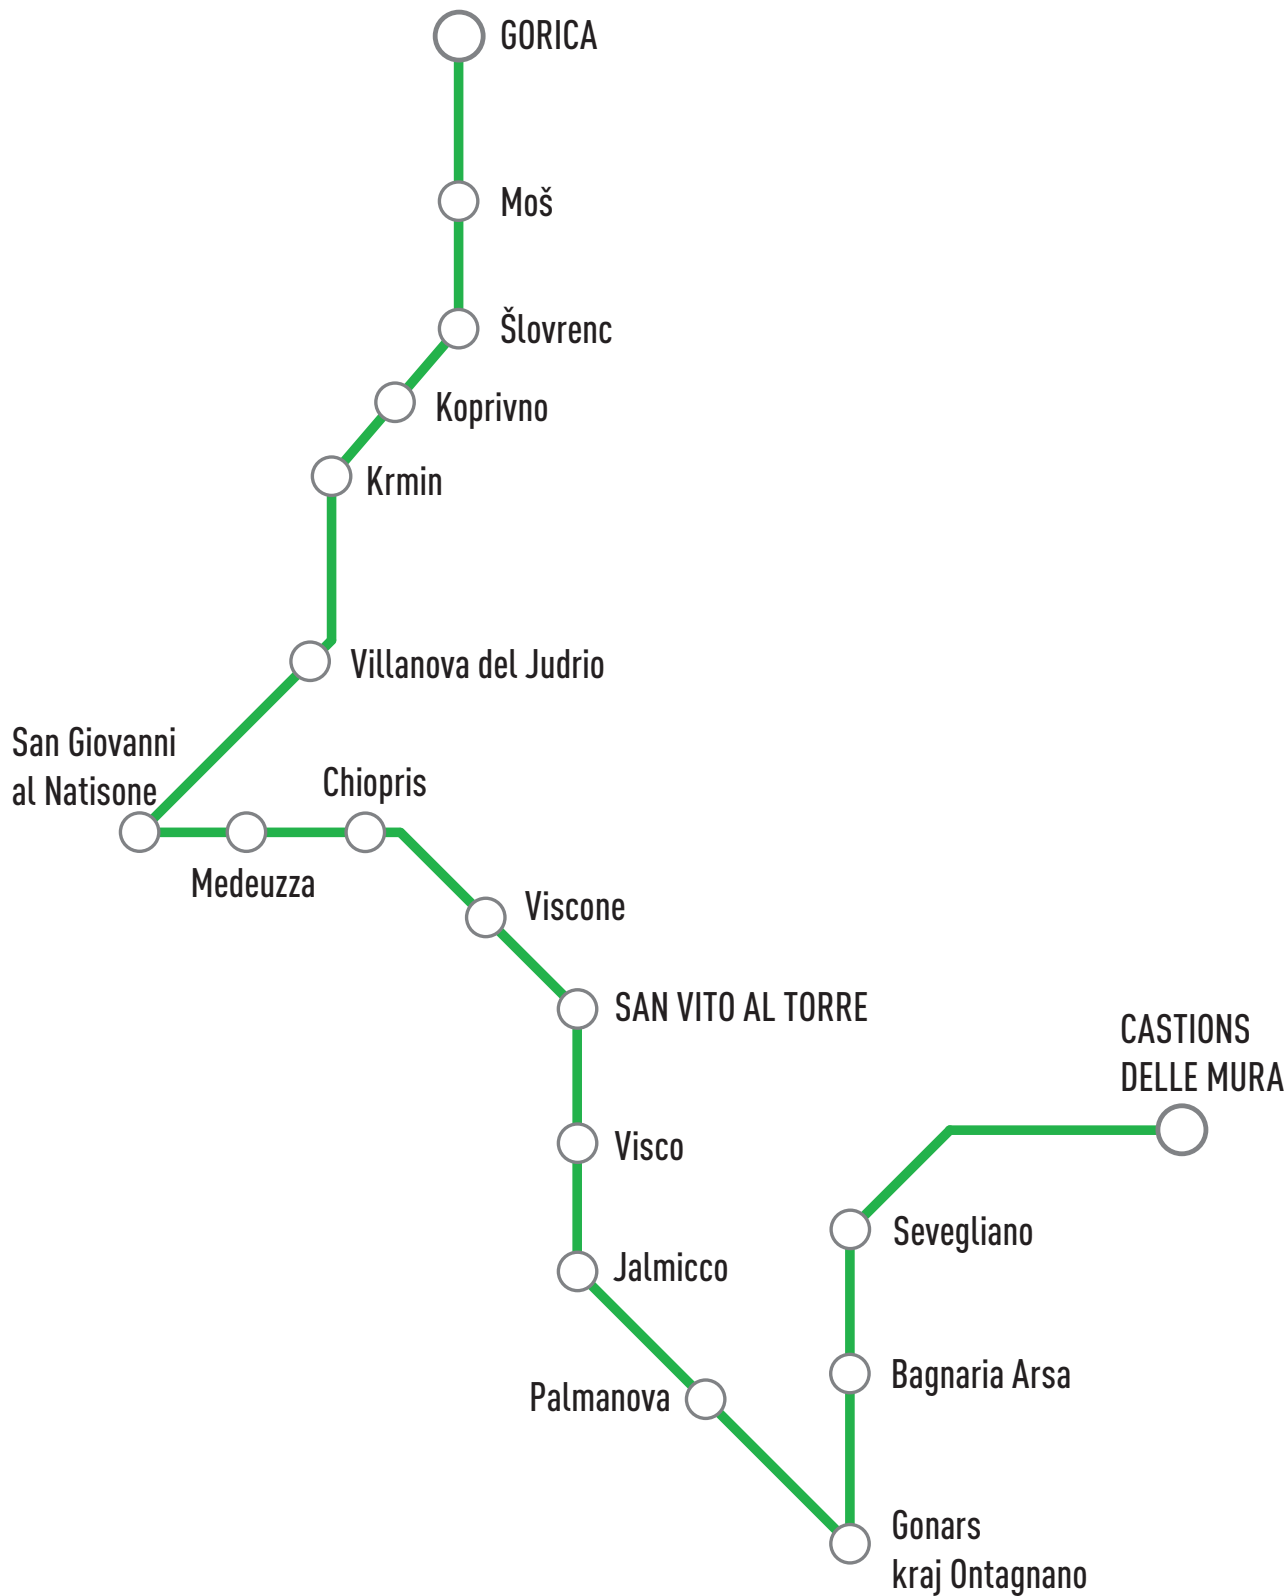 GORICA
Moš
Šlovrenc
Koprivno
Krmin
Villanova del Judrio
San Giovanni
al Natisone
Chiopris
Medeuzza
Viscone
SAN VITO AL TORRE
CASTIONS
DELLE MURA
Visco
Sevegliano
Jalmicco
Bagnaria Arsa
Palmanova
Gonars
kraj Ontagnano